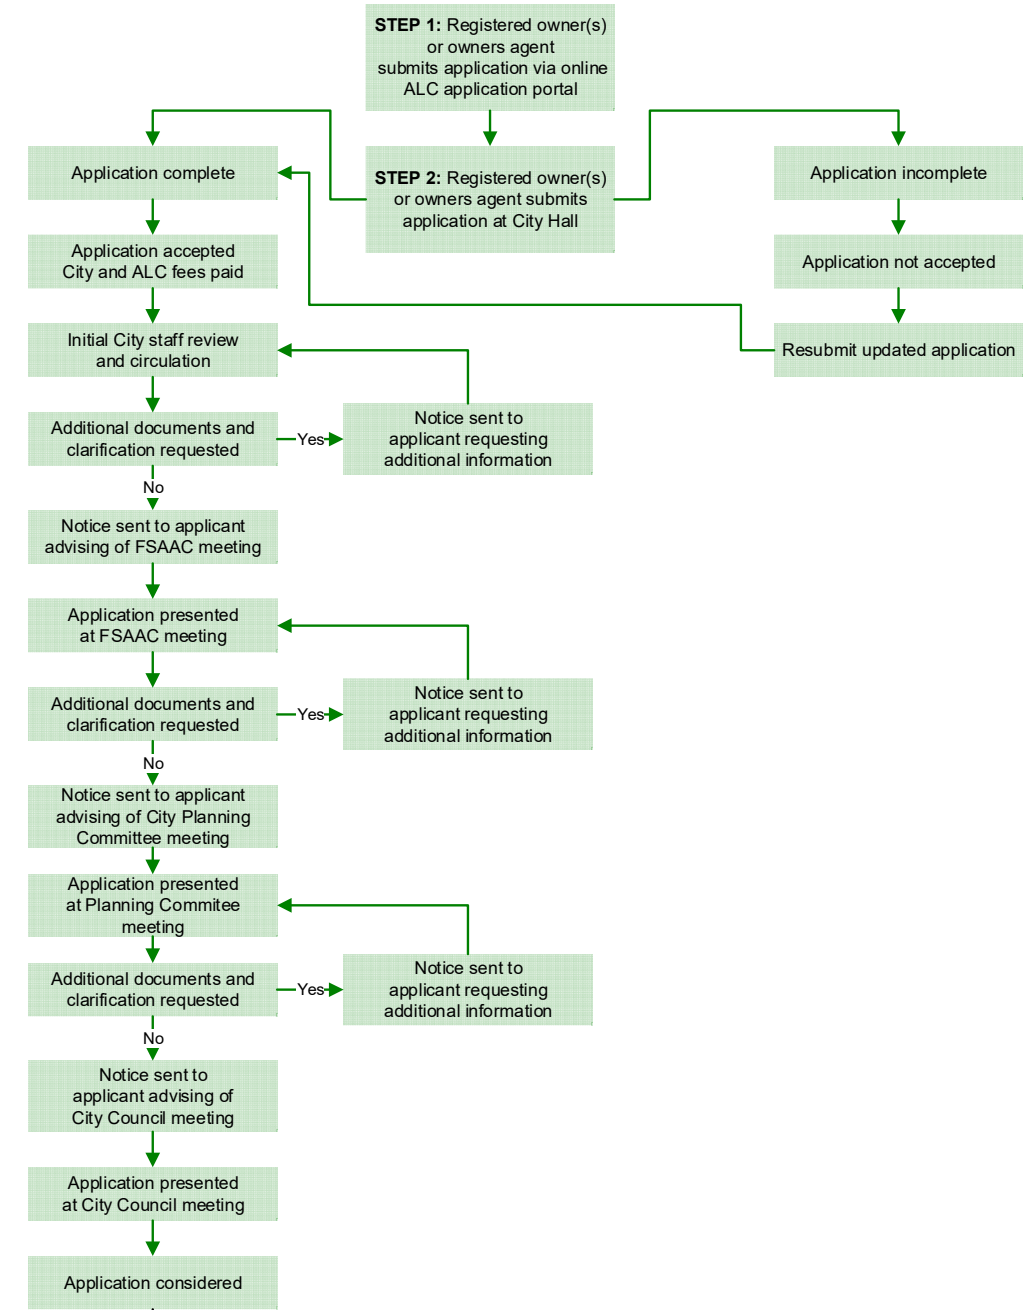 STEP 1: Registered owner(s)
or owners agent
submits application via online
ALC application portal
Application complete
STEP 2: Registered owner(s)
or owners agent submits
application at City Hall
Application incomplete
Application accepted
City and ALC fees paid
Application not accepted
Initial City staff review
and circulation
Resubmit updated application
Additional documents and
clarification requested
Yes
Notice sent to
applicant requesting
additional information
No
Notice sent to applicant
advising of FSAAC meeting
Application presented
at FSAAC meeting
Additional documents and
clarification requested
Yes
Notice sent to
applicant requesting
additional information
No
Notice sent to applicant
advising of City Planning
Committee meeting
Application presented
at Planning Commitee
meeting
Additional documents and
clarification requested
Yes
Notice sent to
applicant requesting
additional information
No
Notice sent to
applicant advising of
City Council meeting
Application presented
at City Council meeting
Application considered